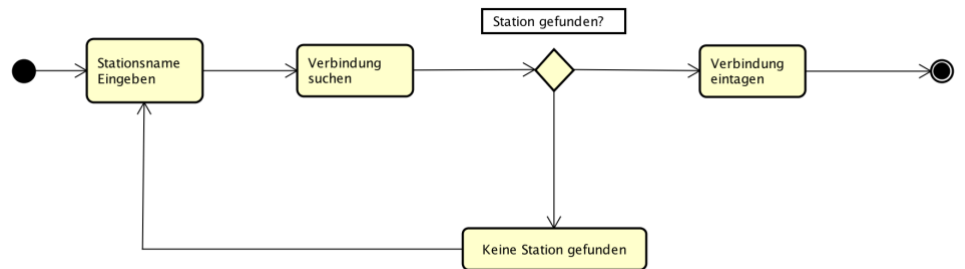 Station gefunden?
Stationsname
Eingeben
Verbindung
suchen
Verbindung
eintagen
Keine Station gefunden